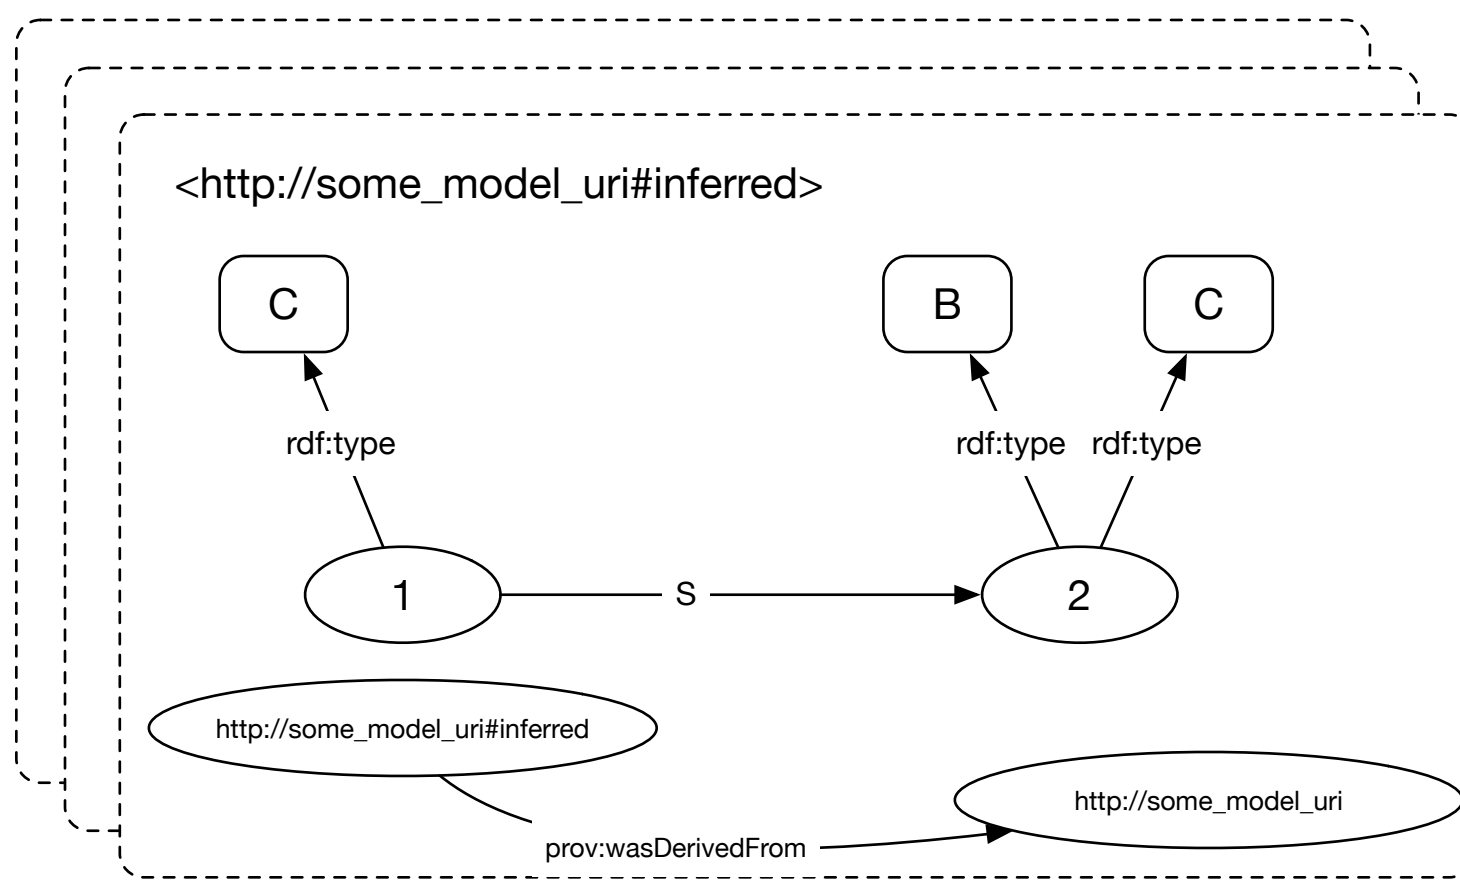 <http://some_model_uri#inferred>
C
B
C
rdf:type
rdf:type
rdf:type
1
S
2
http://some_model_uri#inferred
http://some_model_uri
prov:wasDerivedFrom